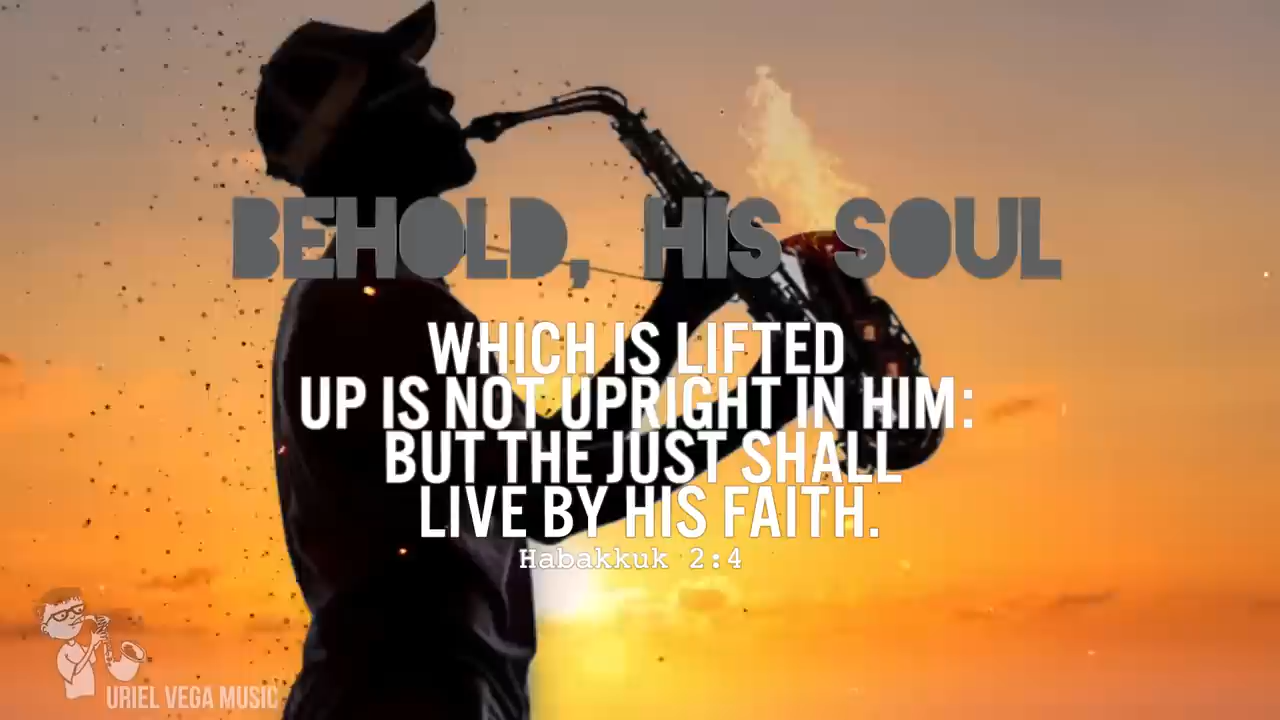 BEHOLD, HIS SOUL
WHICH IS LIFTED
UP IS NOT UPRIGHT IN HIM:
BUT THE JUST SHALL
LIVE BY HIS FAITH.
Habakkuk 2:4
URIEL VEGA MUSIC